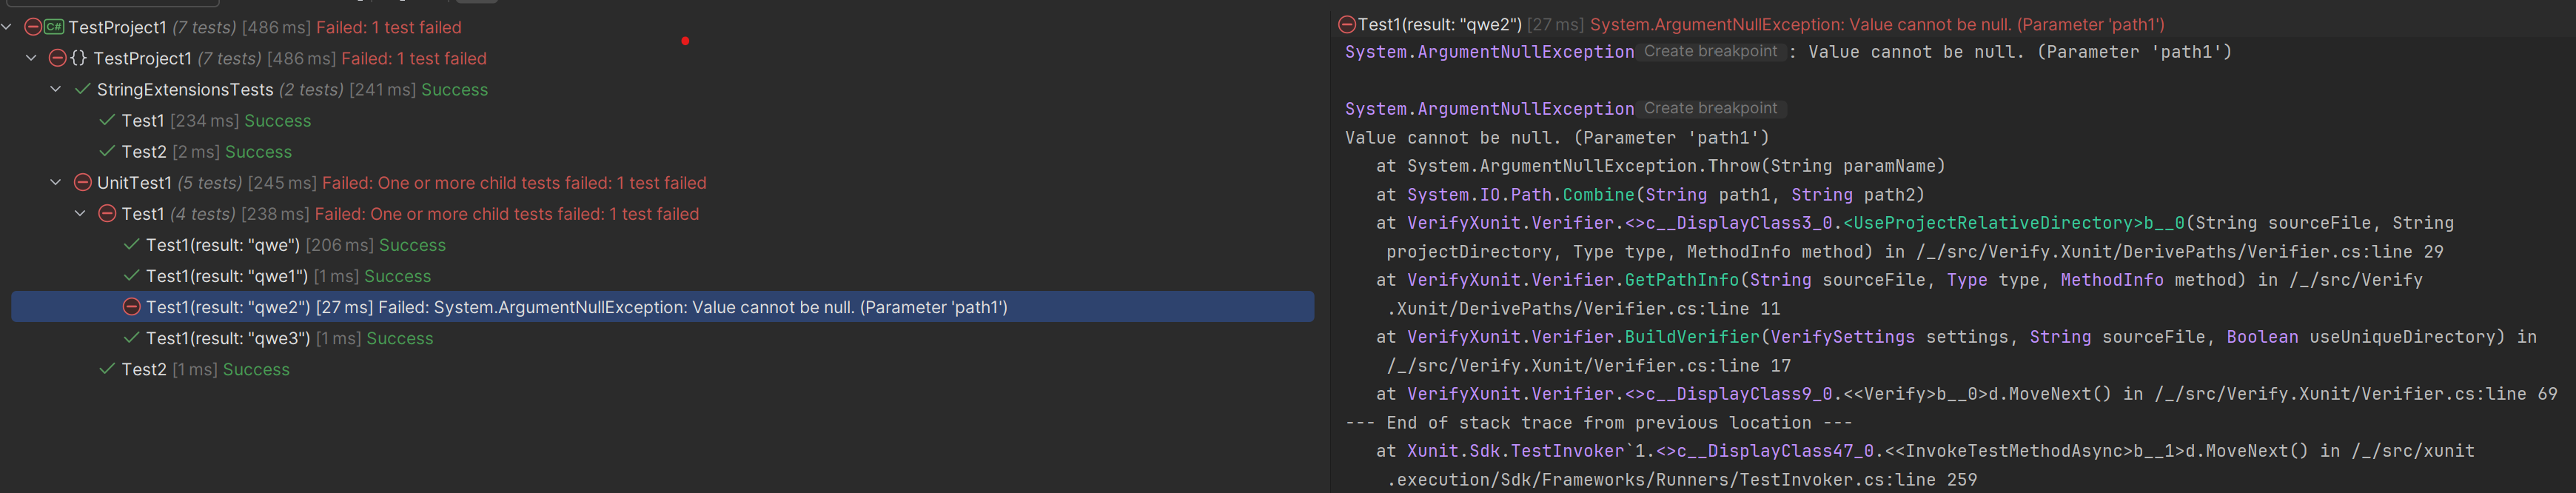 TestProject1 (7 tests) [486 ms] Failed: 1 test failed
TestProject1 (7 tests) [486 ms] Failed: 1 test failed
StringExtensionsTests (2 tests) [241 ms] Success
Test1 [234 ms] Success
Test2 [2 ms] Success
UnitTest1 (5 tests) [245 ms] Failed: One or more child tests failed: 1 test failed
Test1 (4 tests) [238 ms] Failed: One or more child tests failed: 1 test failed
Test1(result: "qwe") [206 ms] Success
Test1(result: "qwe1") [1 ms] Success
Test1(result: "qwe2") [27 ms] Failed: System.ArgumentNullException: Value cannot be null. (Parameter 'path1')
Test1(result: "qwe3") [1 ms] Success
Test2 [1 ms] Success
Test1(result: "qwe2") [27 ms] System.ArgumentNullException: Value cannot be null. (Parameter 'path1')
System.ArgumentNullException Create breakpoint : Value cannot be null. (Parameter 'path1')
System.ArgumentNullException Create breakpoint
Value cannot be null. (Parameter 'path1')
at System.ArgumentNullException.Throw(String paramName)
at System.IO.Path.Combine(String path1, String path2)
at VerifyXunit.Verifier.<>c__DisplayClass3_0.<UseProjectRelativeDirectory>b__0(String sourceFile, String
projectDirectory, Type type, MethodInfo method) in /_/src/Verify.Xunit/DerivePaths/Verifier.cs:line 29
at VerifyXunit.Verifier.GetPathInfo(String sourceFile, Type type, MethodInfo method) in /_/src/Verify
.Xunit/DerivePaths/Verifier.cs:line 11
at VerifyXunit.Verifier.BuildVerifier(VerifySettings settings, String sourceFile, Boolean useUniqueDirectory) in
/_/src/Verify.Xunit/Verifier.cs:line 17
at VerifyXunit.Verifier.<>c__DisplayClass9_0.<<Verify>b__0>d.MoveNext() in /_/src/Verify.Xunit/Verifier.cs:line 69
--- End of stack trace from previous location ---
at Xunit.Sdk.TestInvoker`1.<>c__DisplayClass47_0.<<InvokeTestMethodAsync>b__1>d.MoveNext() in /_/src/xunit
.execution/Sdk/Frameworks/Runners/TestInvoker.cs:line 259